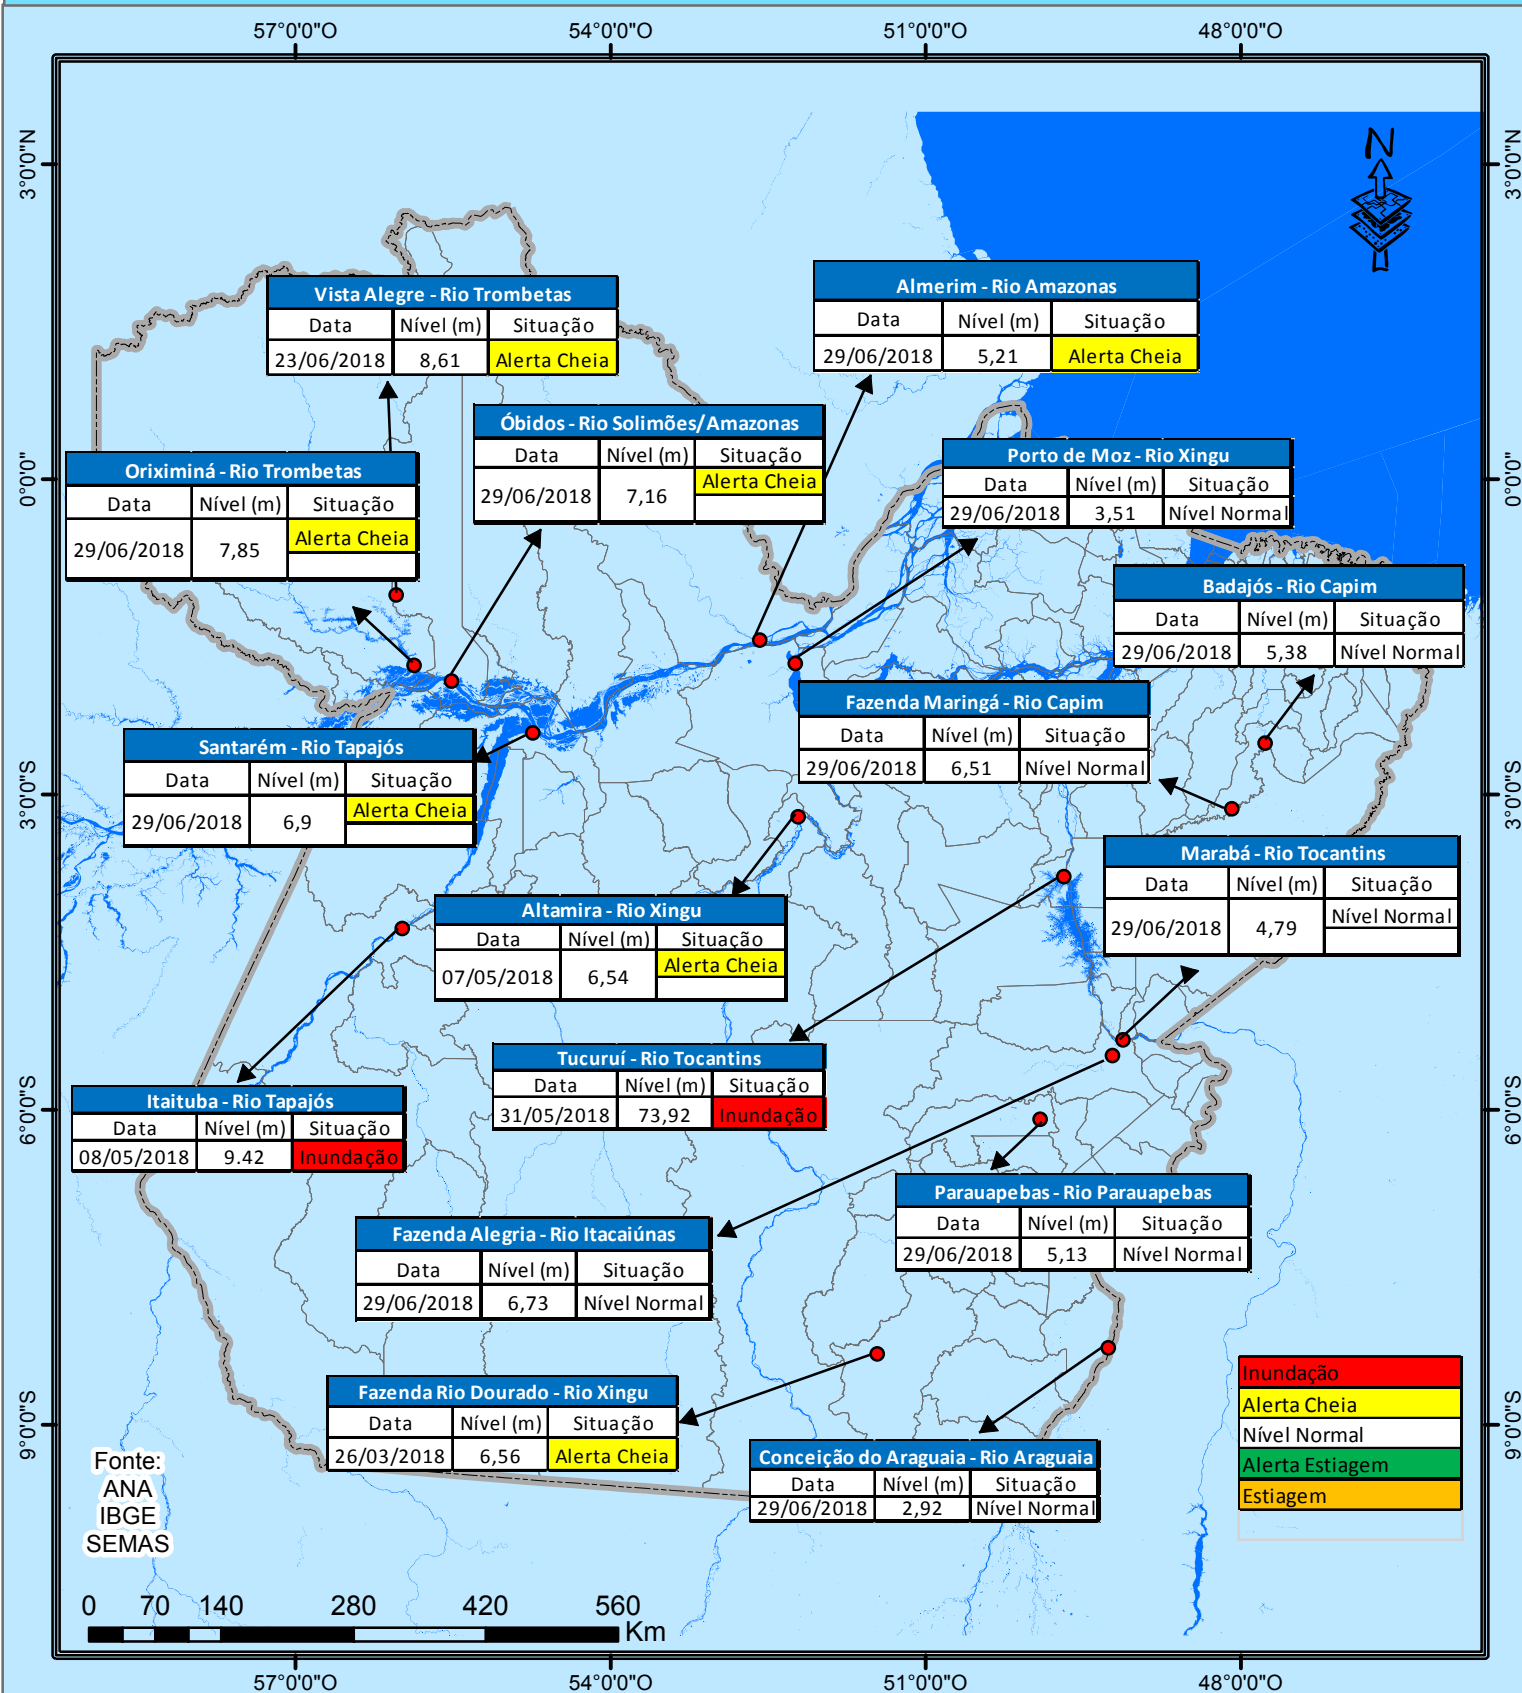 57°0'0"O 54°0'0"O 51°0'0"O 48°0'0"O
3°0'0"N
0°0'0"
3°0'0"S
6°0'0"S
9°0'0"S
N
3°0'0"N
0°0'0"
3°0'0"S
6°0'0"S
9°0'0"S
Vista Alegre - Rio Trombetas
Data Nível (m) Situação
23/06/2018 8,61 Alerta Cheia
Almerim - Rio Amazonas
Data Nível (m) Situação
29/06/2018 5,21 Alerta Cheia
Óbidos - Rio Solimões/Amazonas
Data Nível (m) Situação
29/06/2018 7,16 Alerta Cheia
Porto de Moz - Rio Xingu
Data Nível (m) Situação
29/06/2018 3,51 Nível Normal
Oriximiná - Rio Trombetas
Data Nível (m) Situação
29/06/2018 7,85 Alerta Cheia
Badajós - Rio Capim
Data Nível (m) Situação
29/06/2018 5,38 Nível Normal
Fazenda Maringá - Rio Capim
Data Nível (m) Situação
29/06/2018 6,51 Nível Normal
Santarém - Rio Tapajós
Data Nível (m) Situação
29/06/2018 6,9 Alerta Cheia
Marabá - Rio Tocantins
Data Nível (m) Situação
29/06/2018 4,79 Nível Normal
Altamira - Rio Xingu
Data Nível (m) Situação
07/05/2018 6,54 Alerta Cheia
Tucuruí - Rio Tocantins
Data Nível (m) Situação
31/05/2018 73,92 Inundação
Itaituba - Rio Tapajós
Data Nível (m) Situação
08/05/2018 9.42 Inundação
Parauapebas - Rio Parauapebas
Data Nível (m) Situação
29/06/2018 5,13 Nível Normal
Fazenda Alegria - Rio Itacaiúnas
Data Nível (m) Situação
29/06/2018 6,73 Nível Normal
Fazenda Rio Dourado - Rio Xingu
Data Nível (m) Situação
26/03/2018 6,56 Alerta Cheia
Conceição do Araguaia - Rio Araguaia
Data Nível (m) Situação
29/06/2018 2,92 Nível Normal
Inundação
Alerta Cheia
Nível Normal
Alerta Estiagem
Estiagem
Fonte:
ANA
IBGE
SEMAS
0 70 140 280 420 560
Km
57°0'0"O 54°0'0"O 51°0'0"O 48°0'0"O